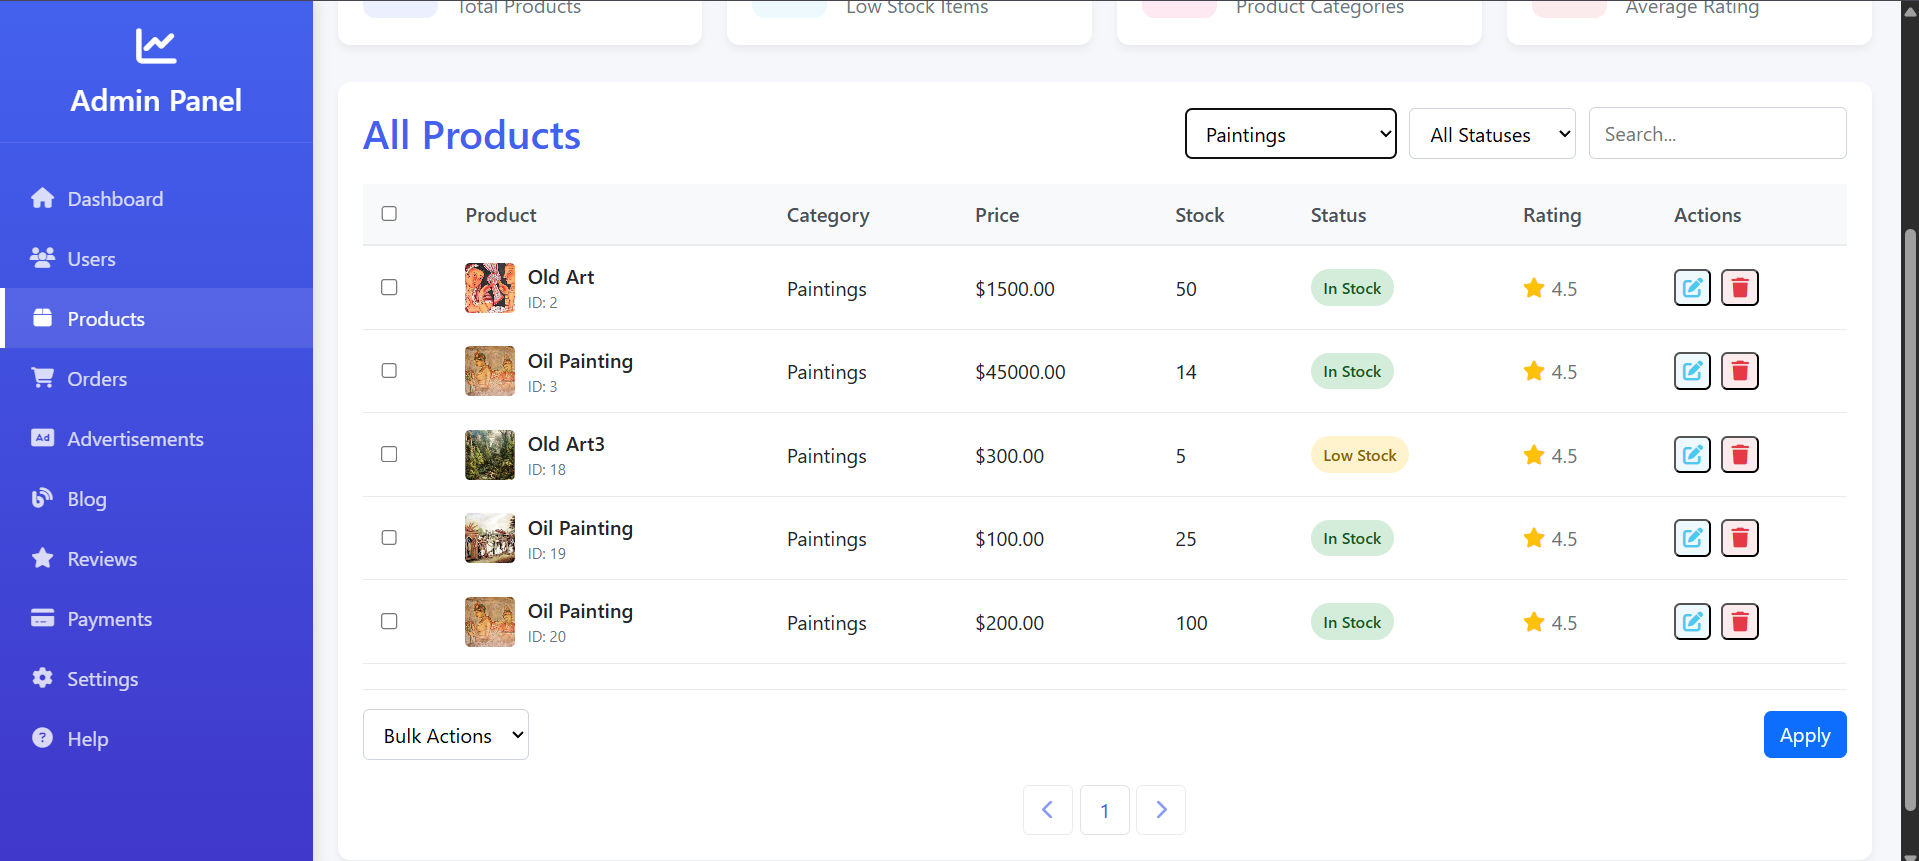 Total Products
Low Stock Items
Product Categories
Average Rating
Admin Panel
Dashboard
Users
Products
Orders
Ad Advertisements
Blog
Reviews
Payments
Settings
? Help
All Products
Paintings
All Statuses
Search...
Product Category Price Stock Status Rating Actions
Old Art
ID: 2
Paintings $1500.00 50 In Stock 4.5
Oil Painting
ID: 3
Paintings $45000.00 14 In Stock 4.5
Old Art3
ID: 18
Paintings $300.00 5 Low Stock 4.5
Oil Painting
ID: 19
Paintings $100.00 25 In Stock 4.5
Oil Painting
ID: 20
Paintings $200.00 100 In Stock 4.5
Bulk Actions
Apply
1